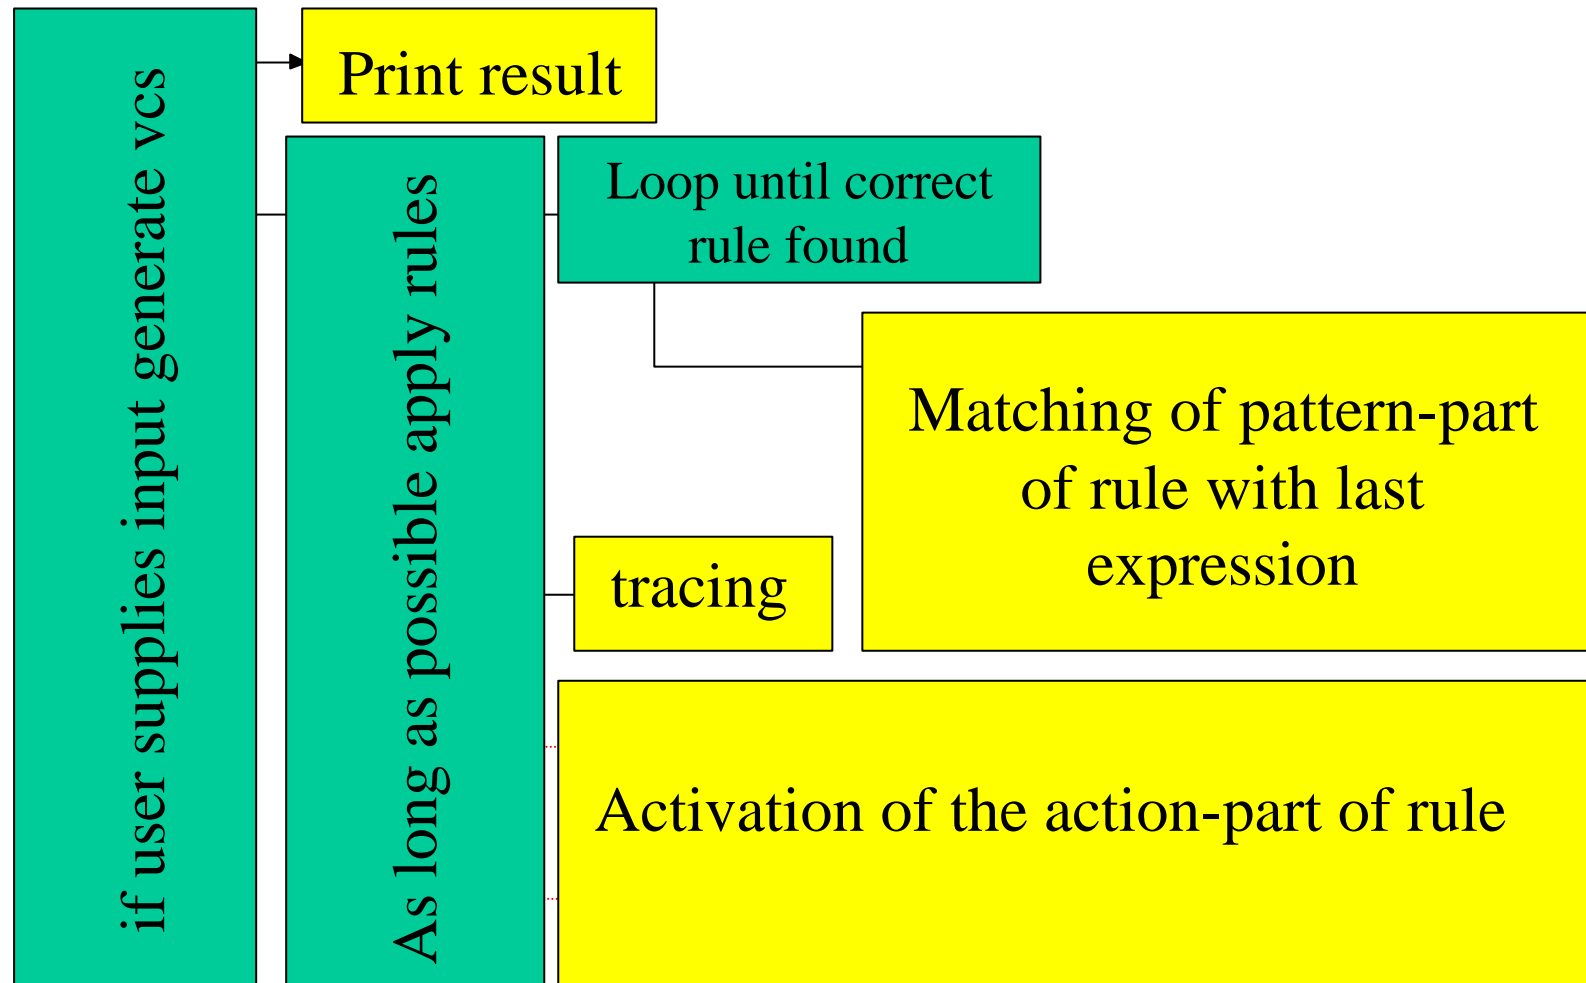 if user supplies input generate vcs
Print result
As long as possible apply rules
Loop until correct
rule found
Matching of pattern-part
of rule with last
expression
tracing
Activation of the action-part of rule